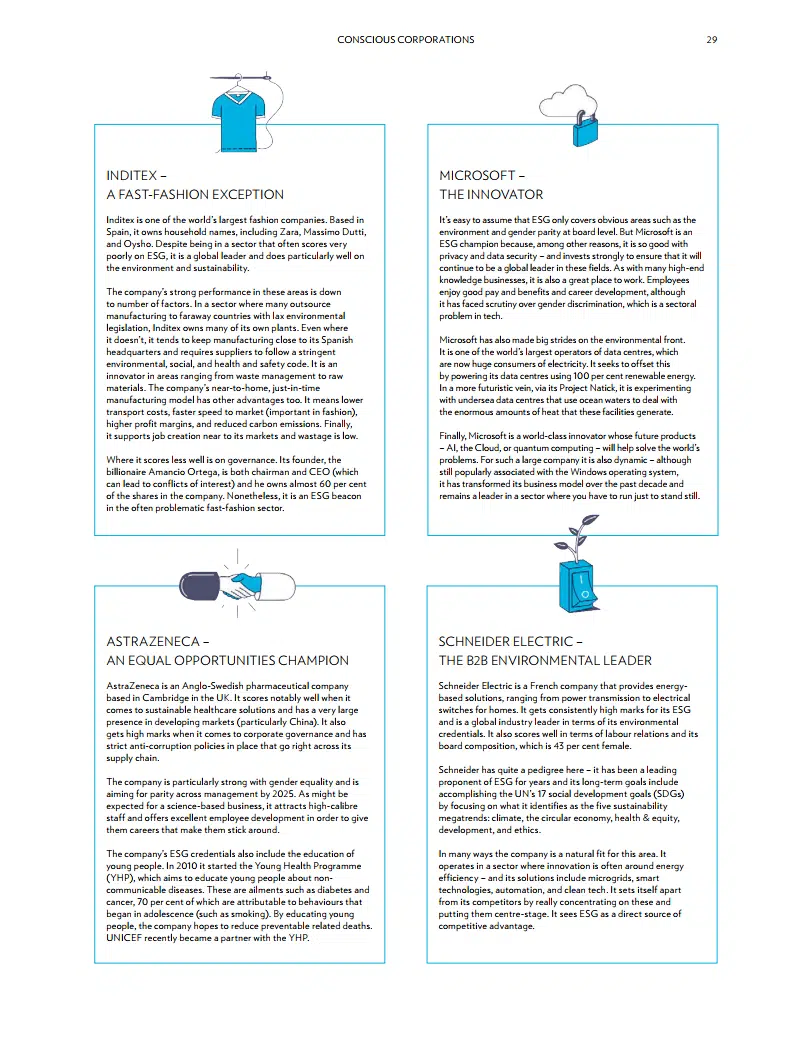 CONSCIOUS CORPORATIONS
29
INDITEX –
A FAST-FASHION EXCEPTION
Inditex is one of the world's largest fashion companies. Based in
Spain, it owns household names, including Zara, Massimo Dutti,
and Oysho. Despite being in a sector that often scores very
poorly on ESG, it is a global leader and does particularly well on
the environment and sustainability.
The company's strong performance in these areas is down
to number of factors. In a sector where many outsource
manufacturing to faraway countries with lax environmental
legislation, Inditex owns many of its own plants. Even where
it doesn't, it tends to keep manufacturing close to its Spanish
headquarters and requires suppliers to follow a stringent
environmental, social, and health and safety code. It is an
innovator in areas ranging from waste management to raw
materials. The company's near-to-home, just-in-time
manufacturing model has other advantages too. It means lower
transport costs, faster speed to market (important in fashion),
higher profit margins, and reduced carbon emissions. Finally,
it supports job creation near to its markets and wastage is low.
Where it scores less well is on governance. Its founder, the
billionaire Amancio Ortega, is both chairman and CEO (which
can lead to conflicts of interest) and he owns almost 60 per cent
of the shares in the company. Nonetheless, it is an ESG beacon
in the often problematic fast-fashion sector.
MICROSOFT –
THE INNOVATOR
It's easy to assume that ESG only covers obvious areas such as the
environment and gender parity at board level. But Microsoft is an
ESG champion because, among other reasons, it is so good with
privacy and data security – and invests strongly to ensure that it will
continue to be a global leader in these fields. As with many high-end
knowledge businesses, it is also a great place to work. Employees
enjoy good pay and benefits and career development, although
it has faced scrutiny over gender discrimination, which is a sectoral
problem in tech.
Microsoft has also made big strides on the environmental front.
It is one of the world's largest operators of data centres, which
are now huge consumers of electricity. It seeks to offset this
by powering its data centres using 100 per cent renewable energy.
In a more futuristic vein, via its Project Natick, it is experimenting
with undersea data centres that use ocean waters to deal with
the enormous amounts of heat that these facilities generate.
Finally, Microsoft is a world-class innovator whose future products
– AI, the Cloud, or quantum computing – will help solve the world's
problems. For such a large company it is also dynamic – although
still popularly associated with the Windows operating system,
it has transformed its business model over the past decade and
remains a leader in a sector where you have to run just to stand still.
ASTRAZENECA –
AN EQUAL OPPORTUNITIES CHAMPION
AstraZeneca is an Anglo-Swedish pharmaceutical company
based in Cambridge in the UK. It scores notably well when it
comes to sustainable healthcare solutions and has a very large
presence in developing markets (particularly China). It also
gets high marks when it comes to corporate governance and has
strict anti-corruption policies in place that go right across its
supply chain.
The company is particularly strong with gender equality and is
aiming for parity across management by 2025. As might be
expected for a science-based business, it attracts high-calibre
staff and offers excellent employee development in order to give
them careers that make them stick around.
The company's ESG credentials also include the education of
young people. In 2010 it started the Young Health Programme
(YHP), which aims to educate young people about non-
communicable diseases. These are ailments such as diabetes and
cancer, 70 per cent of which are attributable to behaviours that
began in adolescence (such as smoking). By educating young
people, the company hopes to reduce preventable related deaths.
UNICEF recently became a partner with the YHP.
SCHNEIDER ELECTRIC –
THE B2B ENVIRONMENTAL LEADER
Schneider Electric is a French company that provides energy-
based solutions, ranging from power transmission to electrical
switches for homes. It gets consistently high marks for its ESG
and is a global industry leader in terms of its environmental
credentials. It also scores well in terms of labour relations and its
board composition, which is 43 per cent female.
Schneider has quite a pedigree here – it has been a leading
proponent of ESG for years and its long-term goals include
accomplishing the UN's 17 social development goals (SDGs)
by focusing on what it identifies as the five sustainability
megatrends: climate, the circular economy, health & equity,
development, and ethics.
In many ways the company is a natural fit for this area. It
operates in a sector where innovation is often around energy
efficiency – and its solutions include microgrids, smart
technologies, automation, and clean tech. It sets itself apart
from its competitors by really concentrating on these and
putting them centre-stage. It sees ESG as a direct source of
competitive advantage.